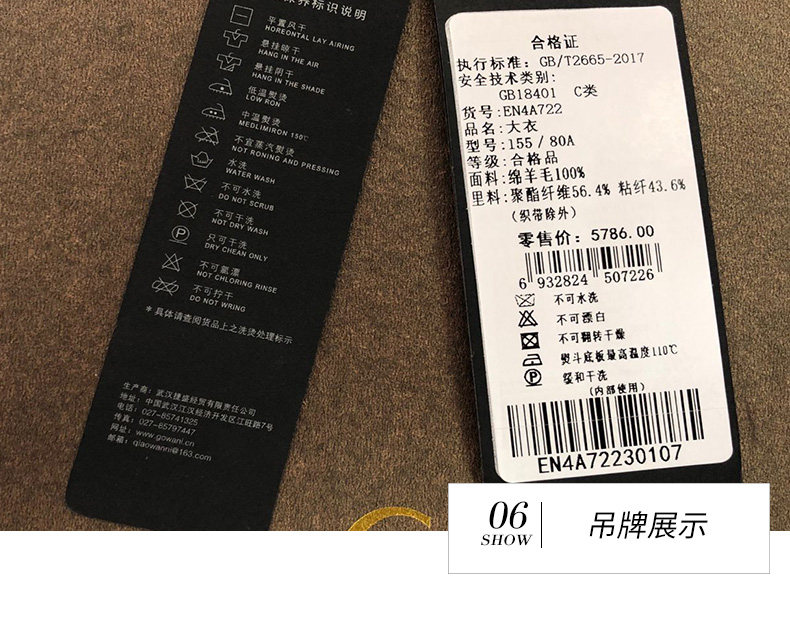 保养标识说明
平置风干
HOREONTAL LAY AIRING
悬挂晾干
HANG IN THE AIR
悬挂阴干
HANG IN THE SHADE
低温熨烫
LOW RON
中温熨烫
MEDLIMIRON 150℃
不宜蒸汽熨烫
NOT RONING AND PRESSING
水洗
WATER WASH
不可水洗
DO NOT SCRUB
不可干洗
NOT DRY WASH
只可干洗
DRY CHEAN ONLY
不可氯漂
NOT CHLORING RINSE
不可拧干
DO NOT WRING
*具体请查阅货品上之洗烫处理标示
生产商：武汉捷盛经贸有限责任公司
地址：中国武汉江汉经济开发区江旺路7号
电话：027-85741325
传真：027-65797447
网址：www.gowani.cn
邮箱：qiaowanni@163.com
合格证
执行标准：GB/T2665-2017
安全技术类别：
GB18401 C类
货号：EN4A722
品名：大衣
型号：155/80A
等级：合格品
面料：绵羊毛100%
里料：聚酯纤维56.4% 粘纤43.6%
（织带除外）
零售价：5786.00
6 932824 507226
不可水洗
不可漂白
不可翻转干燥
熨斗底板最高温度110℃
缓和干洗
（内部使用）
EN4A72230107
06
SHOW
吊牌展示